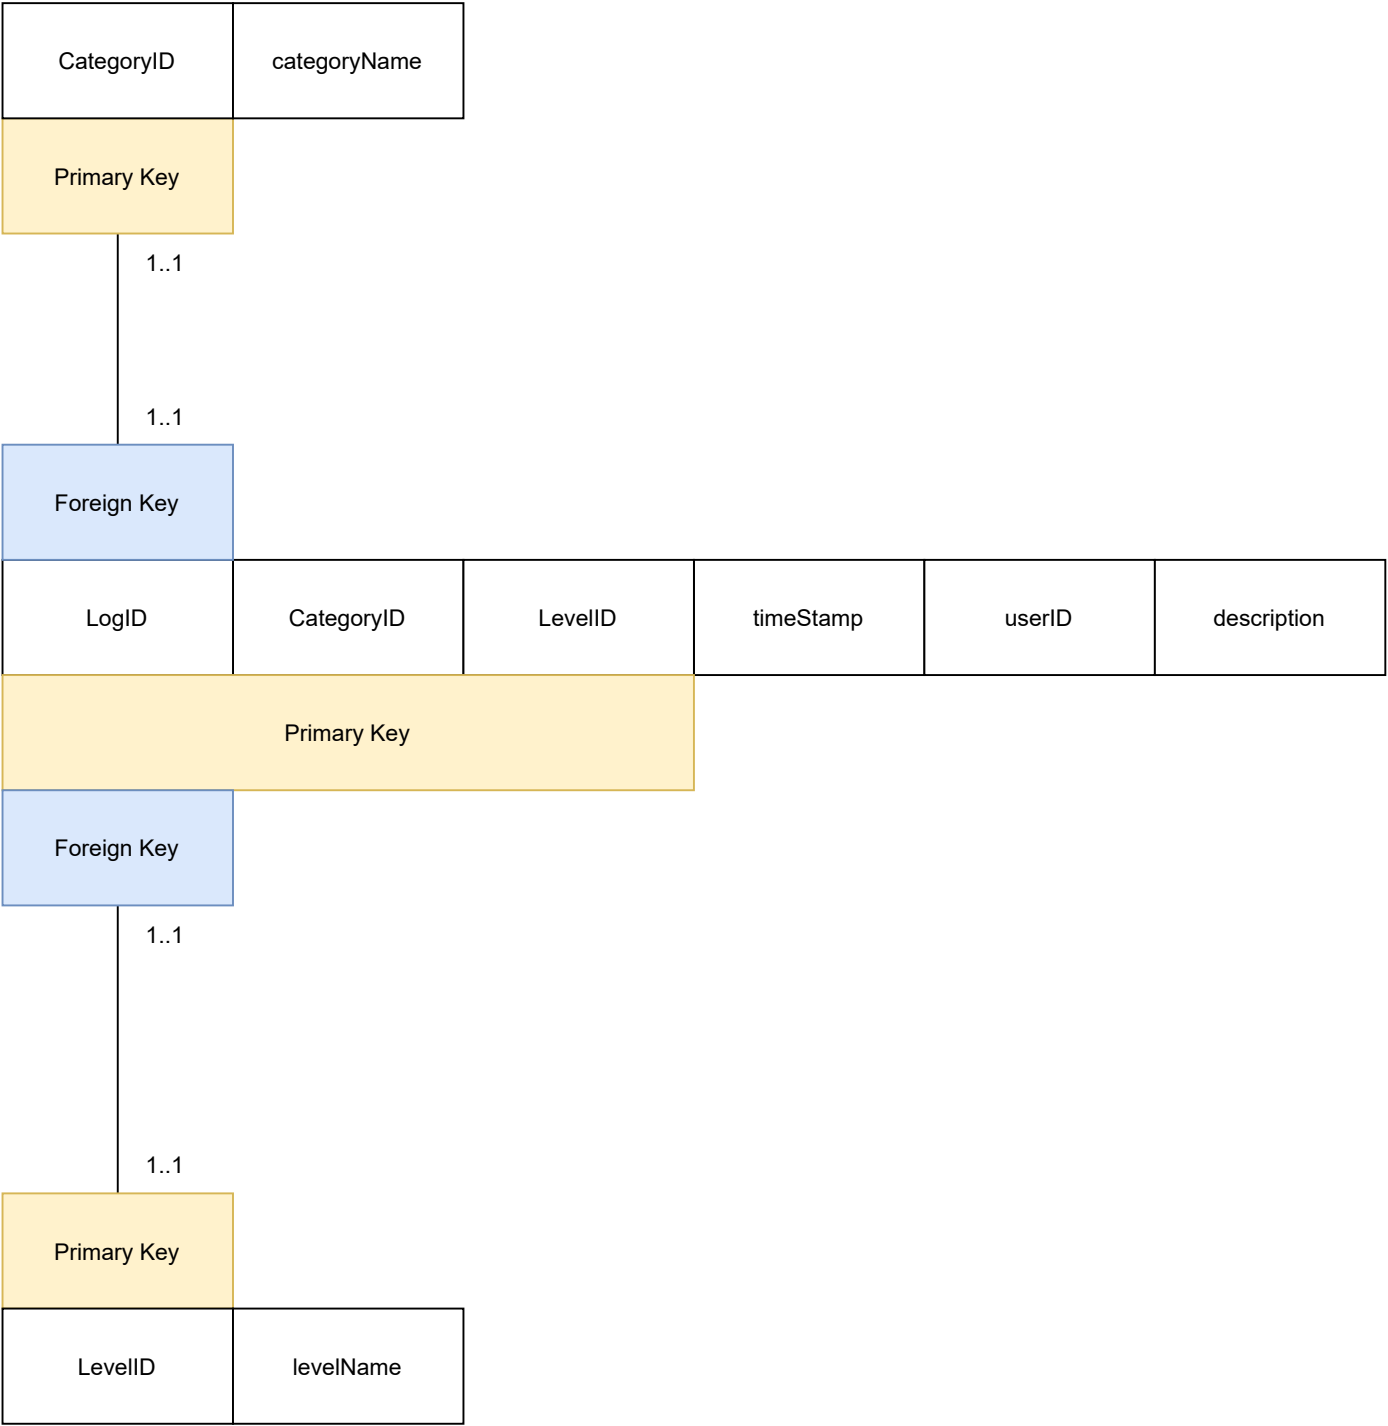 CategoryID categoryName
Primary Key
1..1
1..1
Foreign Key
LogID CategoryID LevelID timeStamp userID description
Primary Key
Foreign Key
1..1
1..1
Primary Key
LevelID levelName